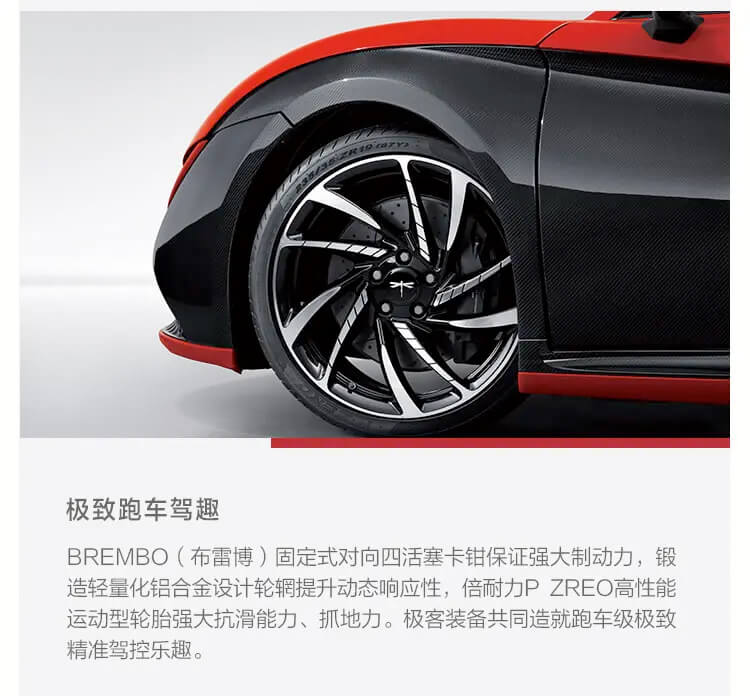 235/35 ZR19 (87Y)
极致跑车驾趣
BREMBO（布雷博）固定式对向四活塞卡钳保证强大制动力，锻
造轻量化铝合金设计轮辋提升动态响应性，倍耐力P ZREO高性能
运动型轮胎强大抗滑能力、抓地力。极客装备共同造就跑车级极致
精准驾控乐趣。